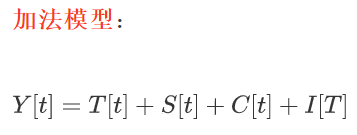 加法模型：
Y[t] = T[t] + S[t] + C[t] + I[T]